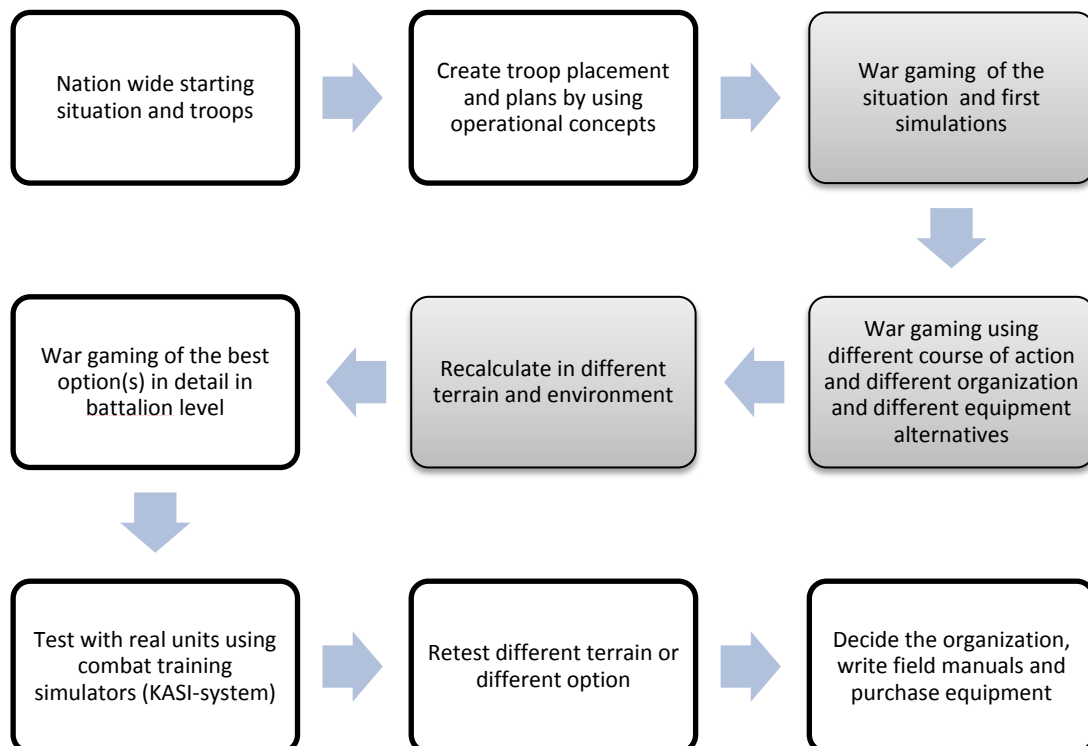 Nation wide starting
situation and troops
Create troop placement
and plans by using
operational concepts
War gaming of the
situation and first
simulations
War gaming using
different course of action
and different organization
and different equipment
alternatives
Recalculate in different
terrain and environment
War gaming of the best
option(s) in detail in
battalion level
Test with real units using
combat training
simulators (KASI-system)
Retest different terrain or
different option
Decide the organization,
write field manuals and
purchase equipment